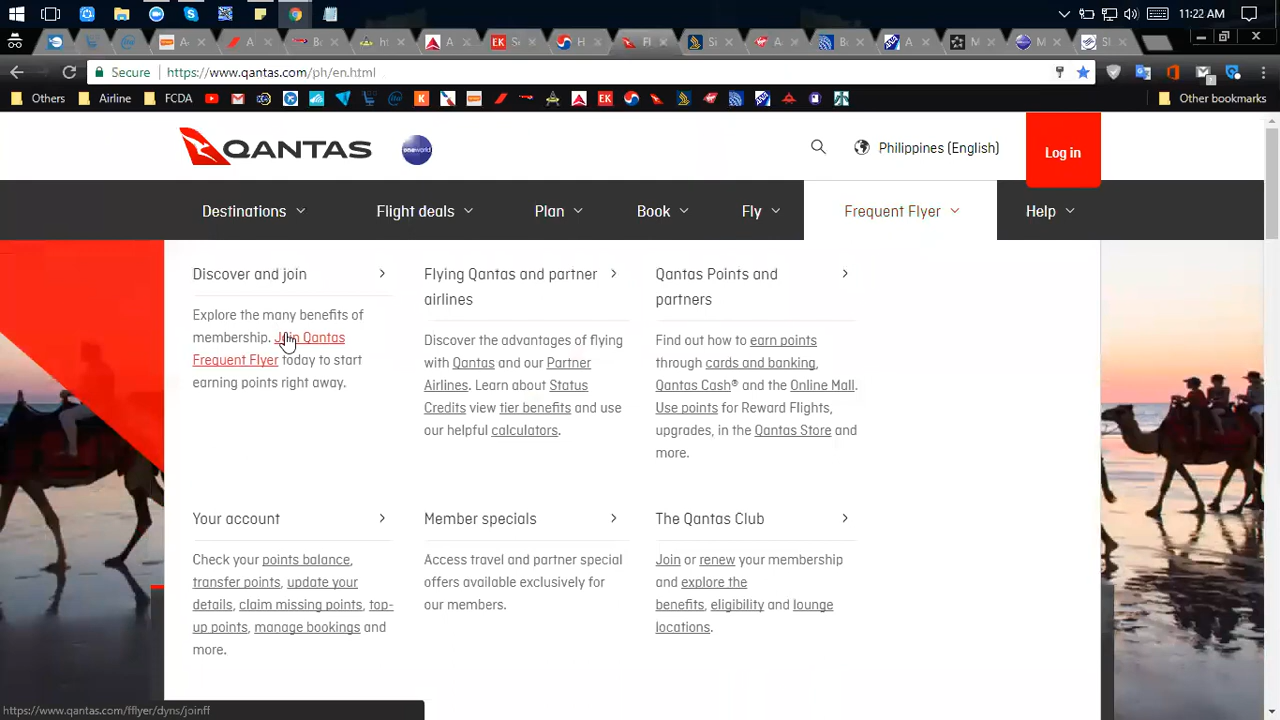 11:22 AM
Secure
https://www.qantas.com/ph/en.html
Others
Airline
FCDA
Other bookmarks
QANTAS
oneworld
Philippines (English)
Log in
Destinations
Flight deals
Plan
Book
Fly
Frequent Flyer
Help
Discover and join
Explore the many benefits of
membership. Join Qantas
Frequent Flyer today to start
earning points right away.
Flying Qantas and partner
airlines
Discover the advantages of flying
with Qantas and our Partner
Airlines. Learn about Status
Credits view tier benefits and use
our helpful calculators.
Qantas Points and
partners
Find out how to earn points
through cards and banking,
Qantas Cash® and the Online Mall.
Use points for Reward Flights,
upgrades, in the Qantas Store and
more.
Your account
Check your points balance,
transfer points, update your
details, claim missing points, top-
up points, manage bookings and
more.
Member specials
Access travel and partner special
offers available exclusively for
our members.
The Qantas Club
Join or renew your membership
and explore the
benefits, eligibility and lounge
locations.
https://www.qantas.com/fflyer/dyns/joinff